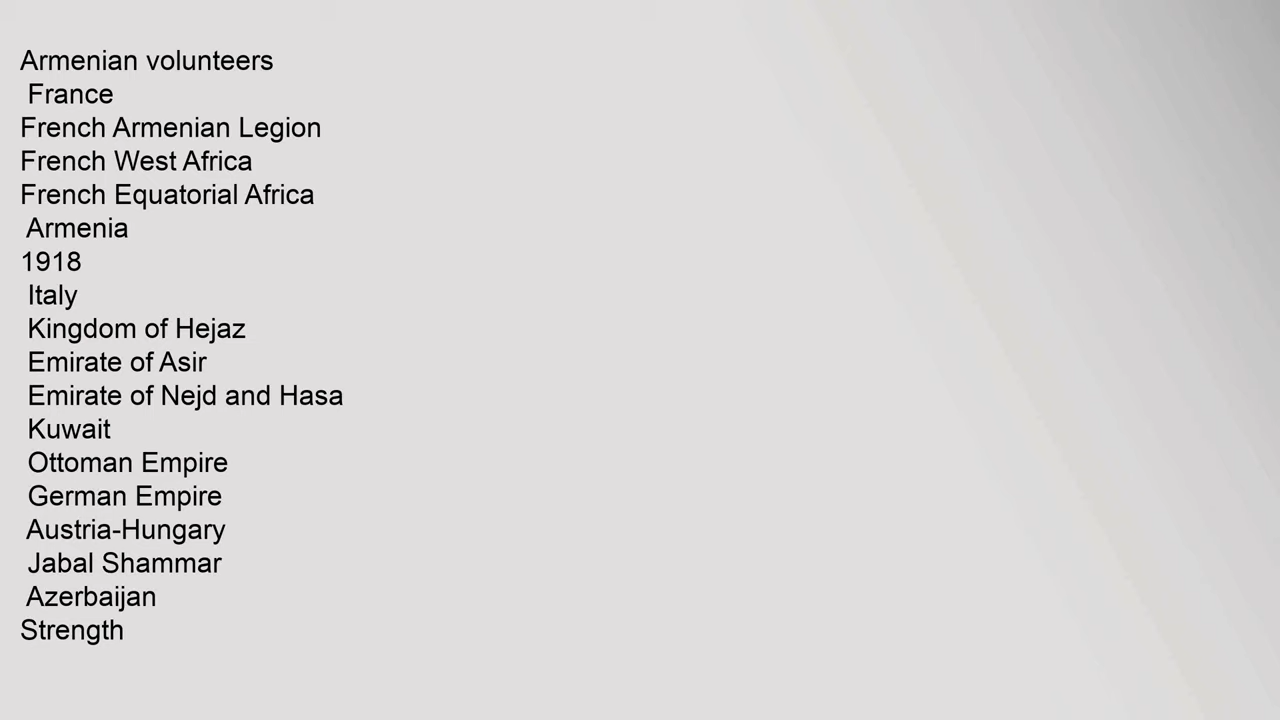 Armenian volunteers
France
French Armenian Legion
French West Africa
French Equatorial Africa
Armenia
1918
Italy
Kingdom of Hejaz
Emirate of Asir
Emirate of Nejd and Hasa
Kuwait
Ottoman Empire
German Empire
Austria-Hungary
Jabal Shammar
Azerbaijan
Strength